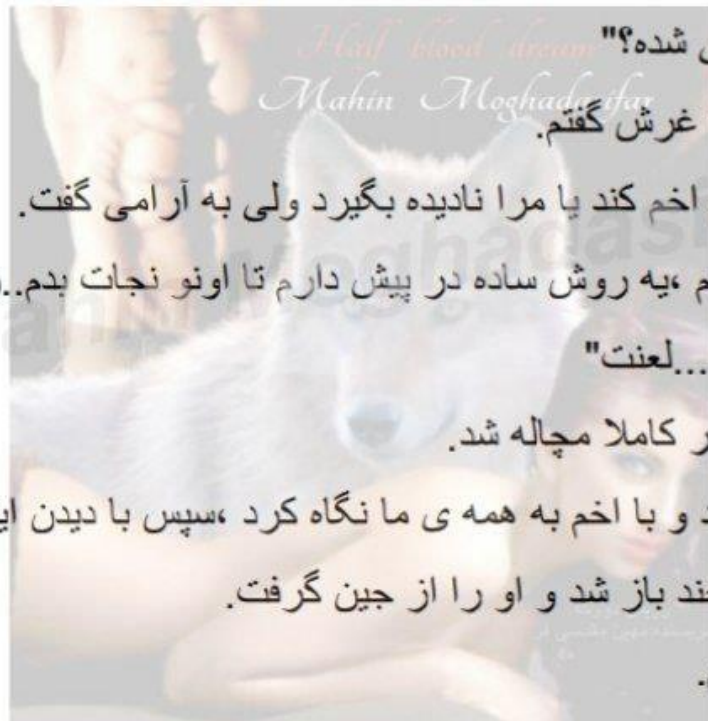 Half blood dream
شده؟"
Mahin Moghadasifar
غرش گفتم.
اخم کند یا مرا نادیده بگیرد ولی به آرامی گفت.
م ،یه روش ساده در پیش دارم تا اونو نجات بدم..
...لعنت"
ر کاملا مچاله شد.
د و با اخم به همه ی ما نگاه کرد ،سپس با دیدن ای
خند باز شد و او را از جین گرفت.